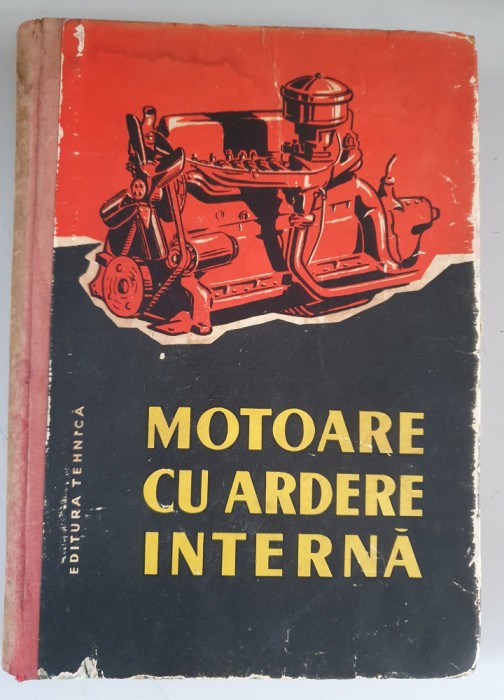 MOTOARE
CU ARDERE
INTERNĂ
EDITURA TEHNICĂ